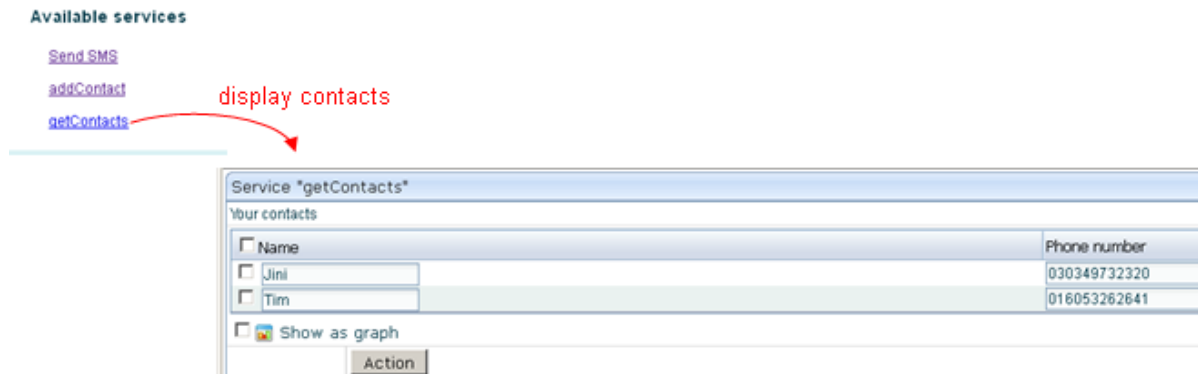 Available services
Send SMS
addContact
display contacts
getContacts
Service "getContacts"
Your contacts
Name Phone number
Jini 030349732320
Tim 016053262641
Show as graph
Action